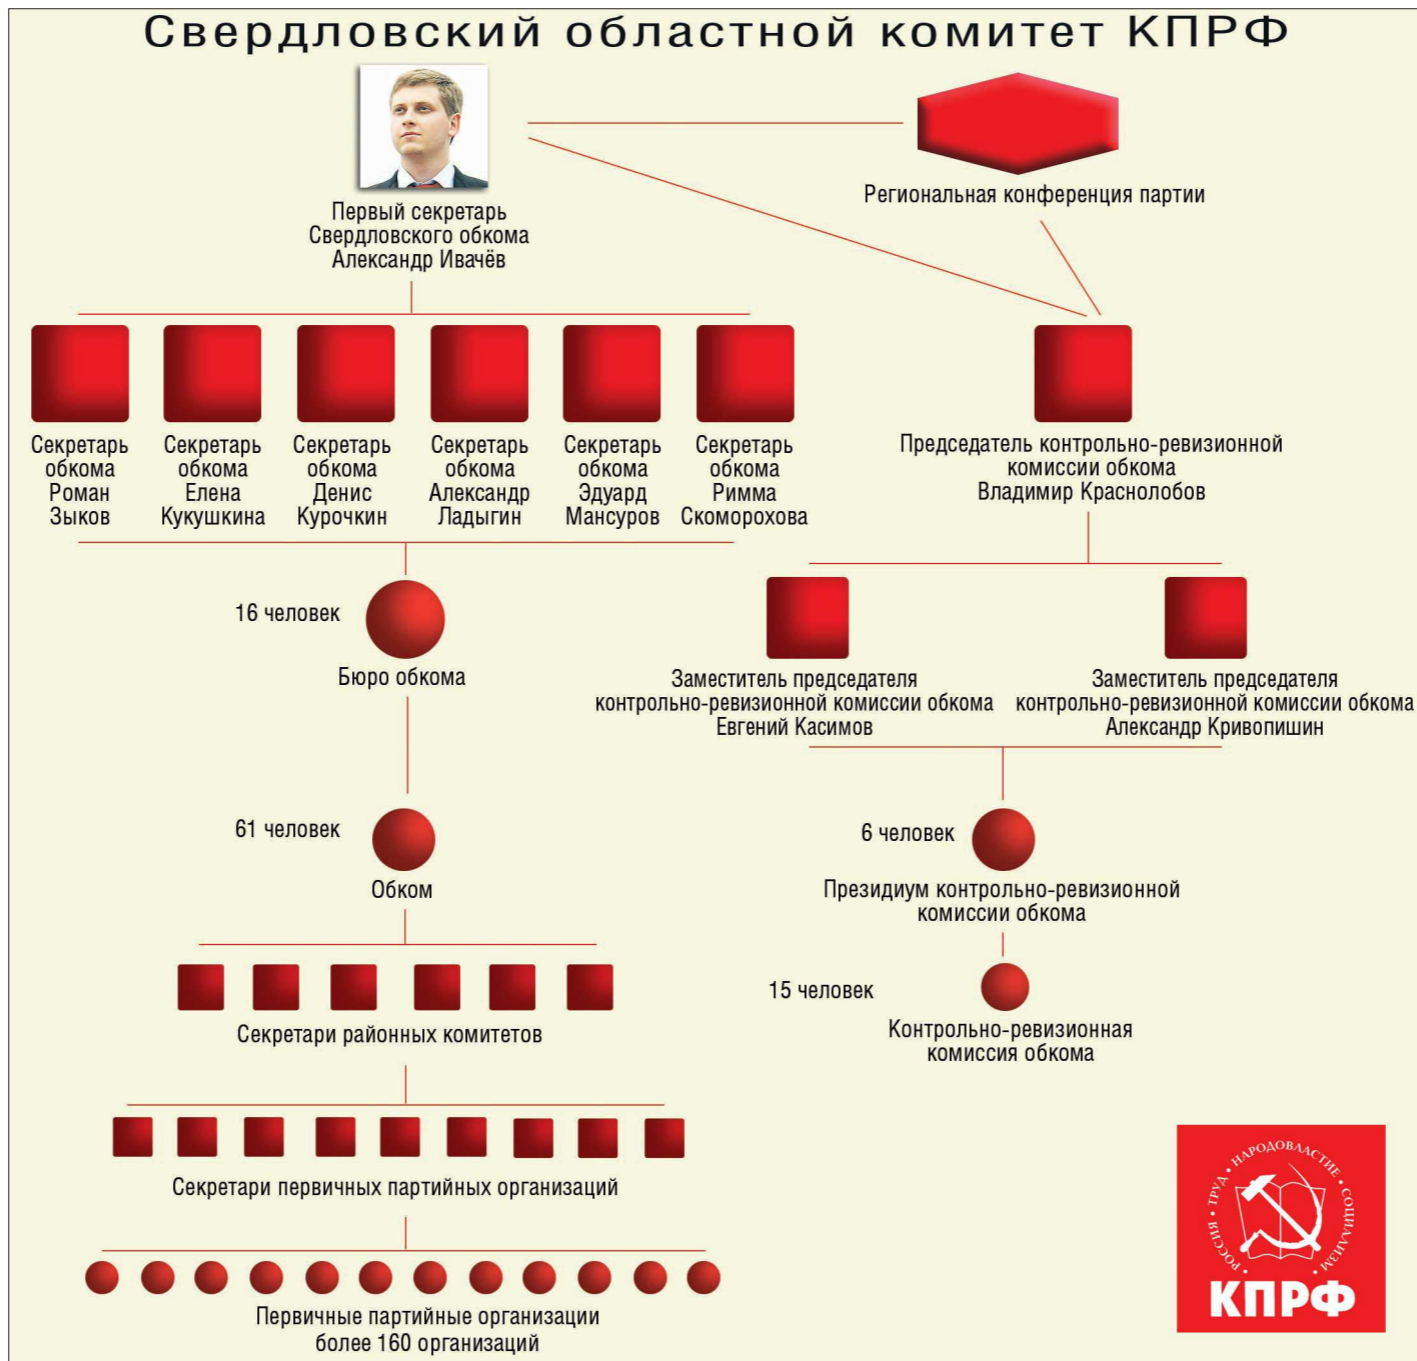 Свердловский областной комитет КПРФ
Первый секретарь
Свердловского обкома
Александр Ивачёв
Региональная конференция партии
Секретарь
обкома
Роман
Зыков
Секретарь
обкома
Елена
Кукушкина
Секретарь
обкома
Денис
Курочкин
Секретарь
обкома
Александр
Ладыгин
Секретарь
обкома
Эдуард
Мансуров
Секретарь
обкома
Римма
Скоморохова
Председатель контрольно-ревизионной
комиссии обкома
Владимир Краснолобов
16 человек
Бюро обкома
Заместитель председателя
контрольно-ревизионной комиссии обкома
Евгений Касимов
Заместитель председателя
контрольно-ревизионной комиссии обкома
Александр Кривопишин
61 человек
Обком
6 человек
Президиум контрольно-ревизионной
комиссии обкома
15 человек
Контрольно-ревизионная
комиссия обкома
Секретари районных комитетов
Секретари первичных партийных организаций
Первичные партийные организации
более 160 организаций
• РОССИЯ • ТРУД • НАРОДОВЛАСТИЕ • СОЦИАЛИЗМ •
КПРФ